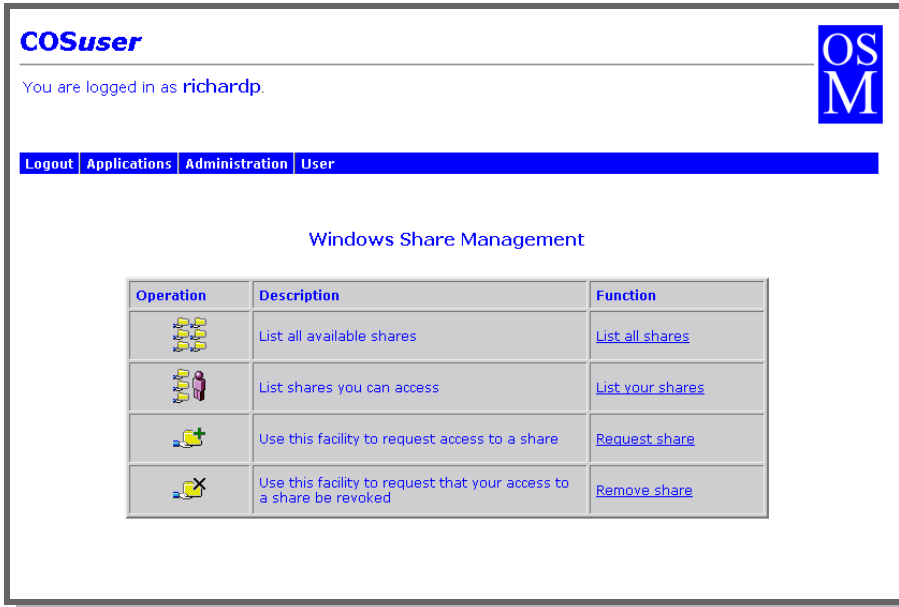 COSuser
OS
M
You are logged in as richardp.
Logout Applications Administration User
Windows Share Management
Operation Description Function
List all available shares List all shares
List shares you can access List your shares
Use this facility to request access to a share Request share
Use this facility to request that your access to
a share be revoked Remove share